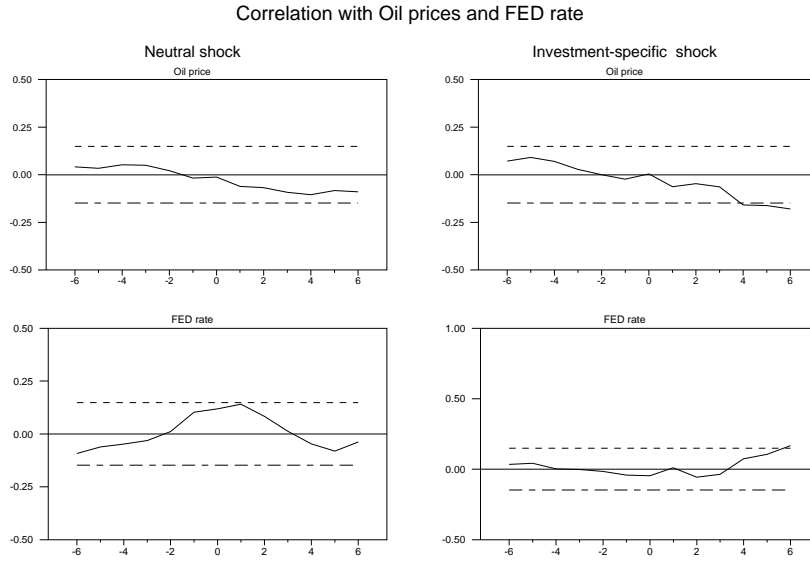 Correlation with Oil prices and FED rate
Neutral shock
Investment-specific shock
Oil price
0.50
0.25
0.00
-0.25
-0.50
-6 -4 -2 0 2 4 6
Oil price
0.50
0.25
0.00
-0.25
-0.50
-6 -4 -2 0 2 4 6
FED rate
0.50
0.25
0.00
-0.25
-0.50
-6 -4 -2 0 2 4 6
FED rate
1.00
0.50
0.00
-0.50
-6 -4 -2 0 2 4 6